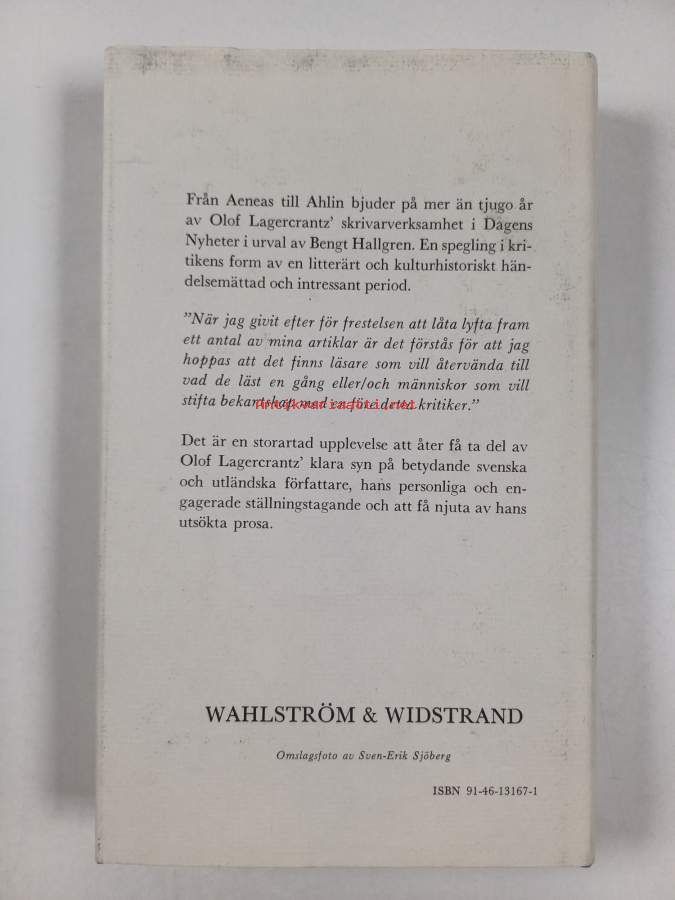 Från Aeneas till Ahlin bjuder på mer än tjugo år
av Olof Lagercrantz' skrivarverksamhet i Dagens
Nyheter i urval av Bengt Hallgren. En spegling i kri-
tikens form av en litterärt och kulturhistoriskt hän-
delsemättad och intressant period.
"När jag givit efter för frestelsen att låta lyfta fram
ett antal av mina artiklar är det förstås för att jag
hoppas att det finns läsare som vill återvända till
vad de läst en gång eller/och människor som vill
stifta bekantskap med en före detta kritiker."
Det är en storartad upplevelse att åter få ta del av
Olof Lagercrantz' klara syn på betydande svenska
och utländska författare, hans personliga och en-
gagerade ställningstagande och att få njuta av hans
utsökta prosa.
WAHLSTRÖM & WIDSTRAND
Omslagsfoto av Sven-Erik Sjöberg
ISBN 91-46-13167-1